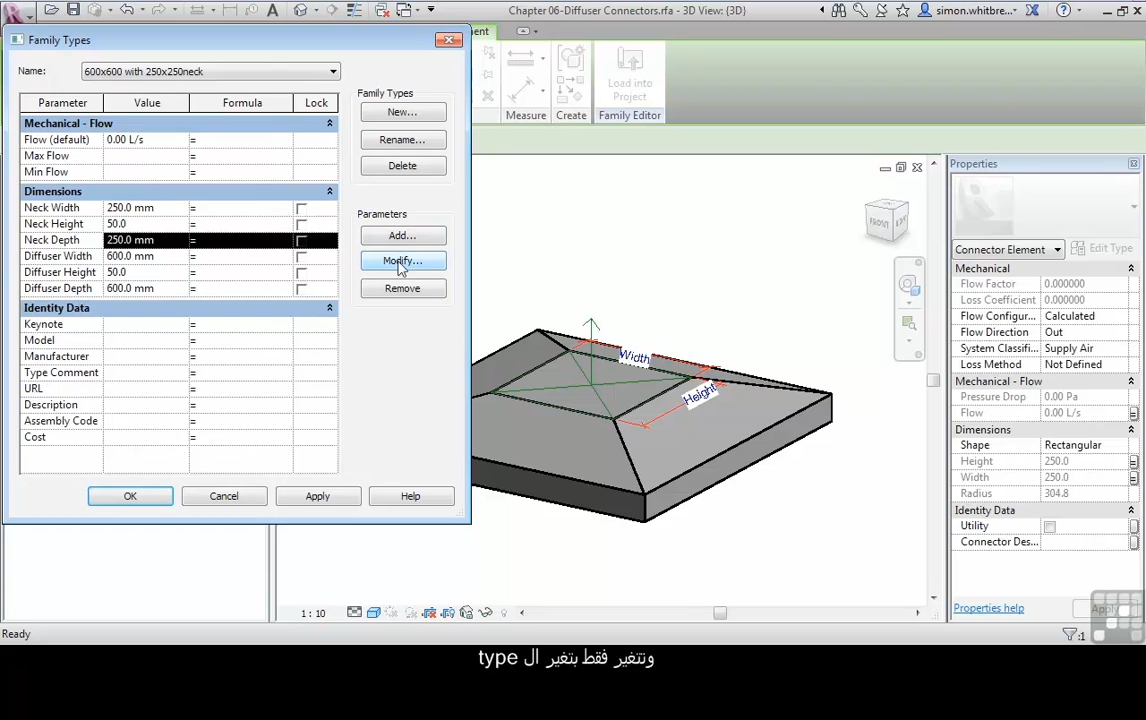 Chapter 06-Diffuser Connectors.rfa - 3D View: {3D}
simon.whitbre...
Family Types
Name:
600x600 with 250x250neck
Parameter Value Formula Lock
Mechanical - Flow
Flow (default) 0.00 L/s =
Max Flow =
Min Flow =
Dimensions
Neck Width 250.0 mm =
Neck Height 50.0 =
Neck Depth 250.0 mm =
Diffuser Width 600.0 mm =
Diffuser Height 50.0 =
Diffuser Depth 600.0 mm =
Identity Data
Keynote =
Model =
Manufacturer =
Type Comment =
URL =
Description =
Assembly Code =
Cost =
Family Types
New...
Rename...
Delete
Parameters
Add...
Modify...
Remove
OK Cancel Apply Help
Measure Create
Load into
Project
Family Editor
FRONT
Width
Height
Properties
Connector Element
Edit Type
Mechanical
Flow Factor 0.000000
Loss Coefficient 0.000000
Flow Configur... Calculated
Flow Direction Out
System Classifi... Supply Air
Loss Method Not Defined
Mechanical - Flow
Pressure Drop 0.00 Pa
Flow 0.00 L/s
Dimensions
Shape Rectangular
Height 250.0
Width 250.0
Radius 304.8
Identity Data
Utility
Connector Des...
Properties help
Apply
1 : 10
Ready
:1
وتتغير فقط بتغير ال type